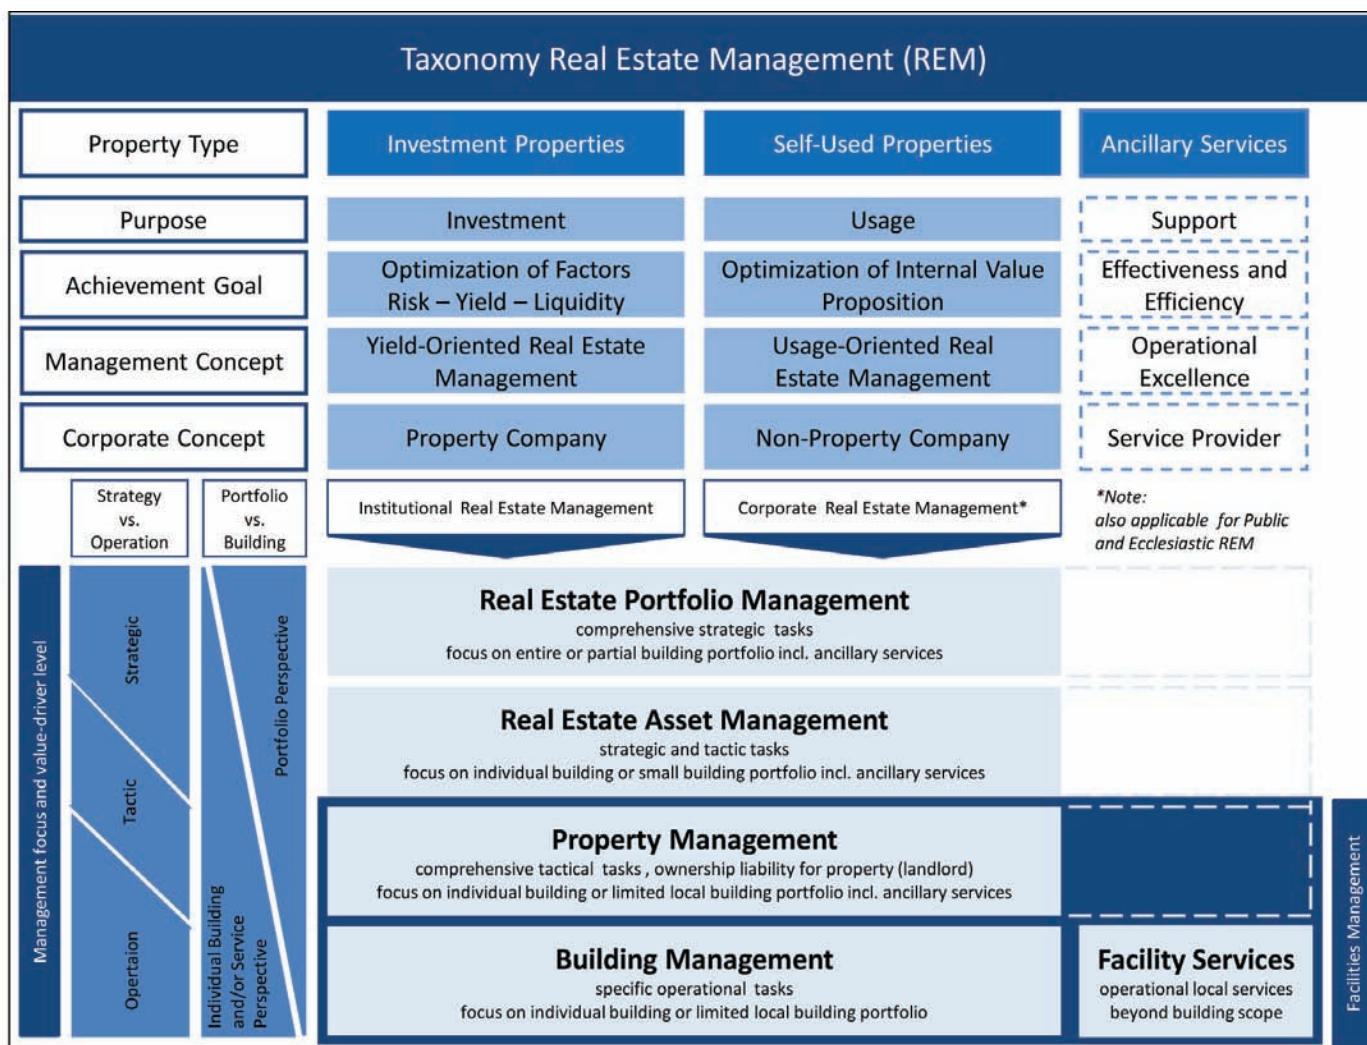 Taxonomy Real Estate Management (REM)
Property Type
Investment Properties
Self-Used Properties
Ancillary Services
Purpose
Investment
Usage
Support
Achievement Goal
Optimization of Factors
Risk – Yield – Liquidity
Optimization of Internal Value
Proposition
Effectiveness and
Efficiency
Management Concept
Yield-Oriented Real Estate
Management
Usage-Oriented Real
Estate Management
Operational
Excellence
Corporate Concept
Property Company
Non-Property Company
Service Provider
Strategy
vs.
Operation
Portfolio
vs.
Building
Institutional Real Estate Management
Corporate Real Estate Management*
*Note:
also applicable for Public
and Ecclesiastic REM
Management focus and value-driver level
Strategic
Tactic
Opertaion
Portfolio Perspective
Individual Building
and/or Service
Perspective
Real Estate Portfolio Management
comprehensive strategic tasks
focus on entire or partial building portfolio incl. ancillary services
Real Estate Asset Management
strategic and tactic tasks
focus on individual building or small building portfolio incl. ancillary services
Property Management
comprehensive tactical tasks , ownership liability for property (landlord)
focus on individual building or limited local building portfolio incl. ancillary services
Building Management
specific operational tasks
focus on individual building or limited local building portfolio
Facility Services
operational local services
beyond building scope
Facilities Management